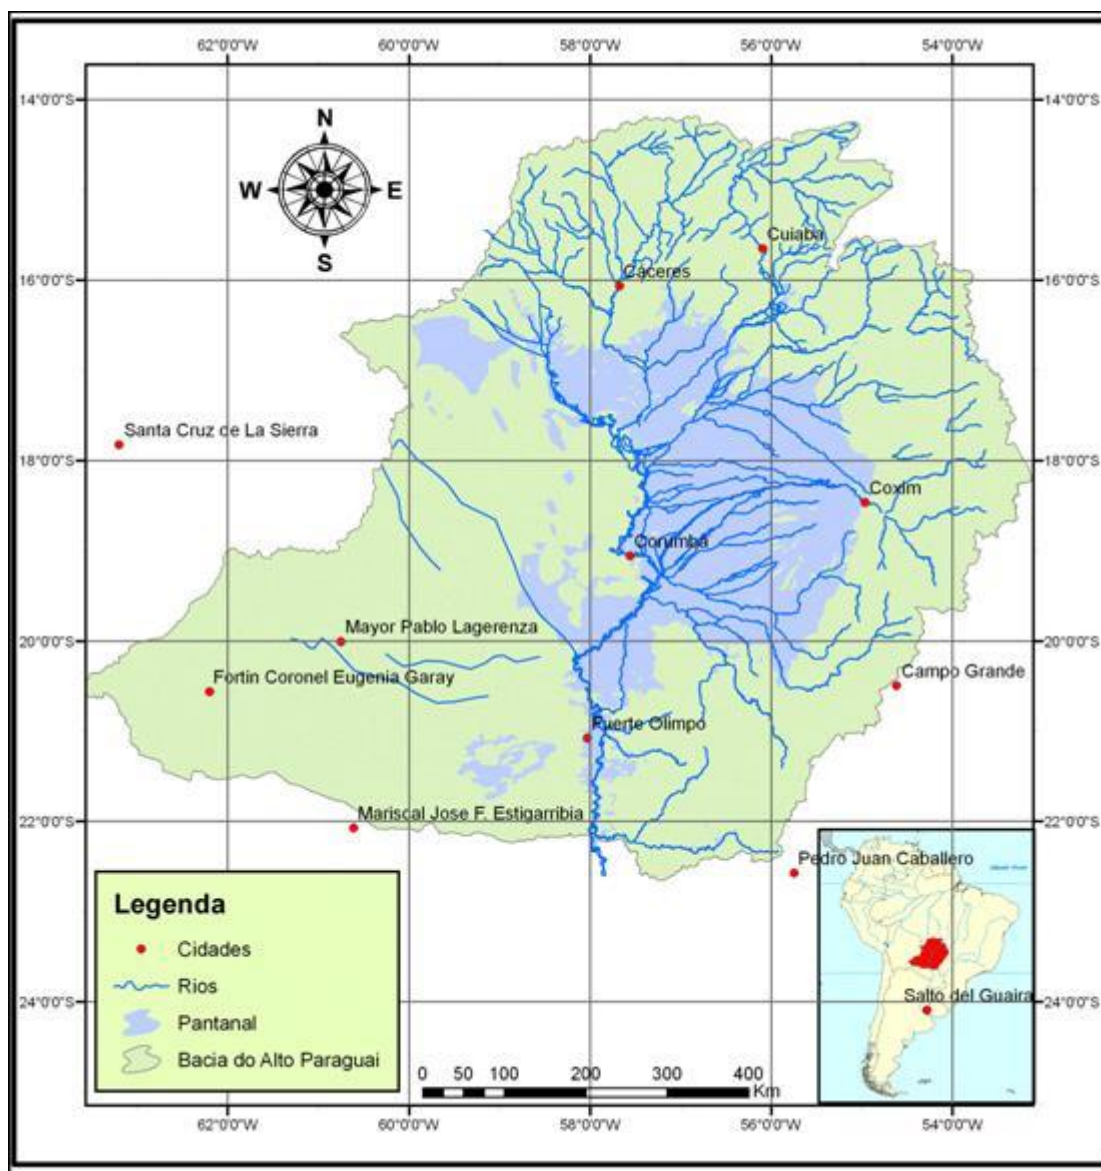 62°0'0"W 60°0'0"W 58°0'0"W 56°0'0"W 54°0'0"W
14°0'0"S 14°0'0"S
N
W E
S
Cuiaba
Caceres
16°0'0"S 16°0'0"S
Santa Cruz de La Sierra
18°0'0"S 18°0'0"S
Coxim
Corumba
Mayor Pablo Lagerenza
20°0'0"S 20°0'0"S
Fortin Coronel Eugenia Garay
Campo Grande
Fuerte Olimpo
Mariscal Jose F. Estigarribia
22°0'0"S 22°0'0"S
Pedro Juan Caballero
Legenda
Cidades
Rios
Pantanal
Bacia do Alto Paraguai
Salto del Guaira
24°0'0"S 24°0'0"S
0 50 100 200 300 400
Km
62°0'0"W 60°0'0"W 58°0'0"W 56°0'0"W 54°0'0"W